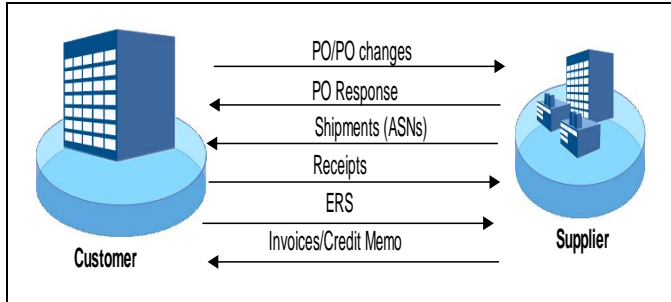 PO/PO changes
PO Response
Shipments (ASNs)
Receipts
ERS
Invoices/Credit Memo
Customer
Supplier